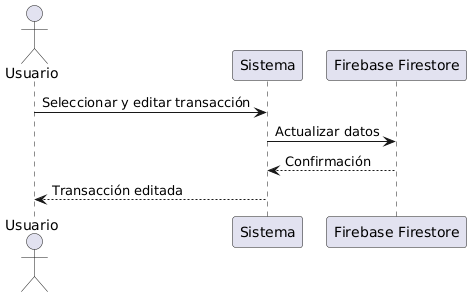 Usuario
Sistema
Firebase Firestore
Seleccionar y editar transacción
Actualizar datos
Confirmación
Transacción editada
Usuario
Sistema
Firebase Firestore